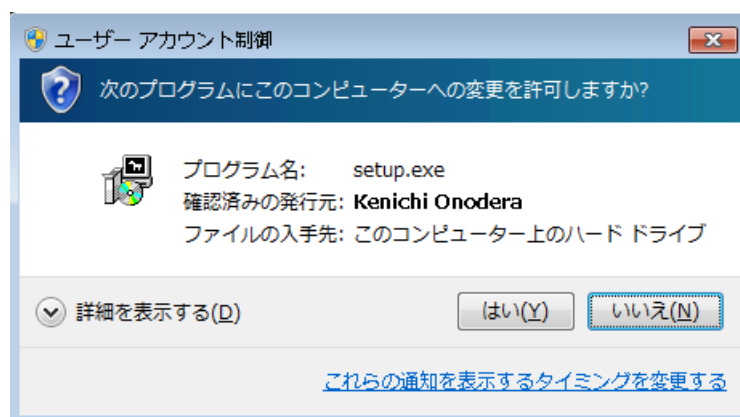 ユーザー アカウント制御
次のプログラムにこのコンピューターへの変更を許可しますか?
プログラム名: setup.exe
確認済みの発行元: Kenichi Onodera
ファイルの入手先: このコンピューター上のハード ドライブ
詳細を表示する(D)
はい(Y) いいえ(N)
これらの通知を表示するタイミングを変更する